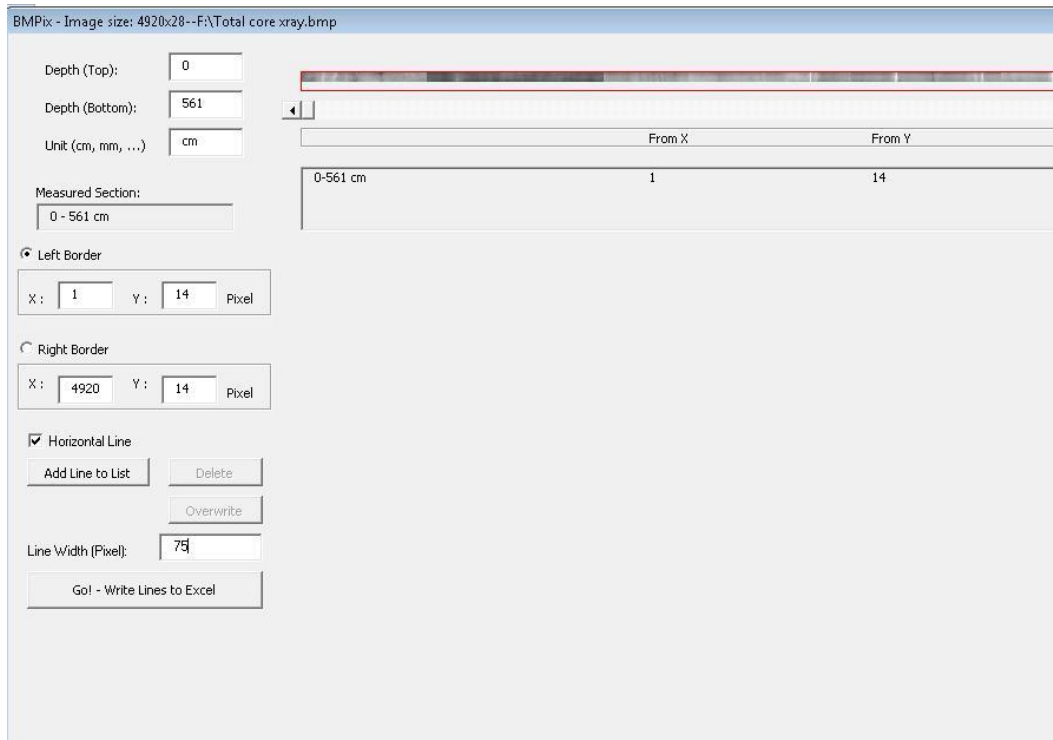 BMPix - Image size: 4920x28--F:\Total core xray.bmp
Depth (Top): 0
Depth (Bottom): 561
Unit (cm, mm, ...) cm
Measured Section:
0 - 561 cm
From X From Y
0-561 cm 1 14
Left Border
X : 1 Y : 14 Pixel
Right Border
X : 4920 Y : 14 Pixel
Horizontal Line
Add Line to List Delete
Overwrite
Line Width (Pixel): 75
Go! - Write Lines to Excel